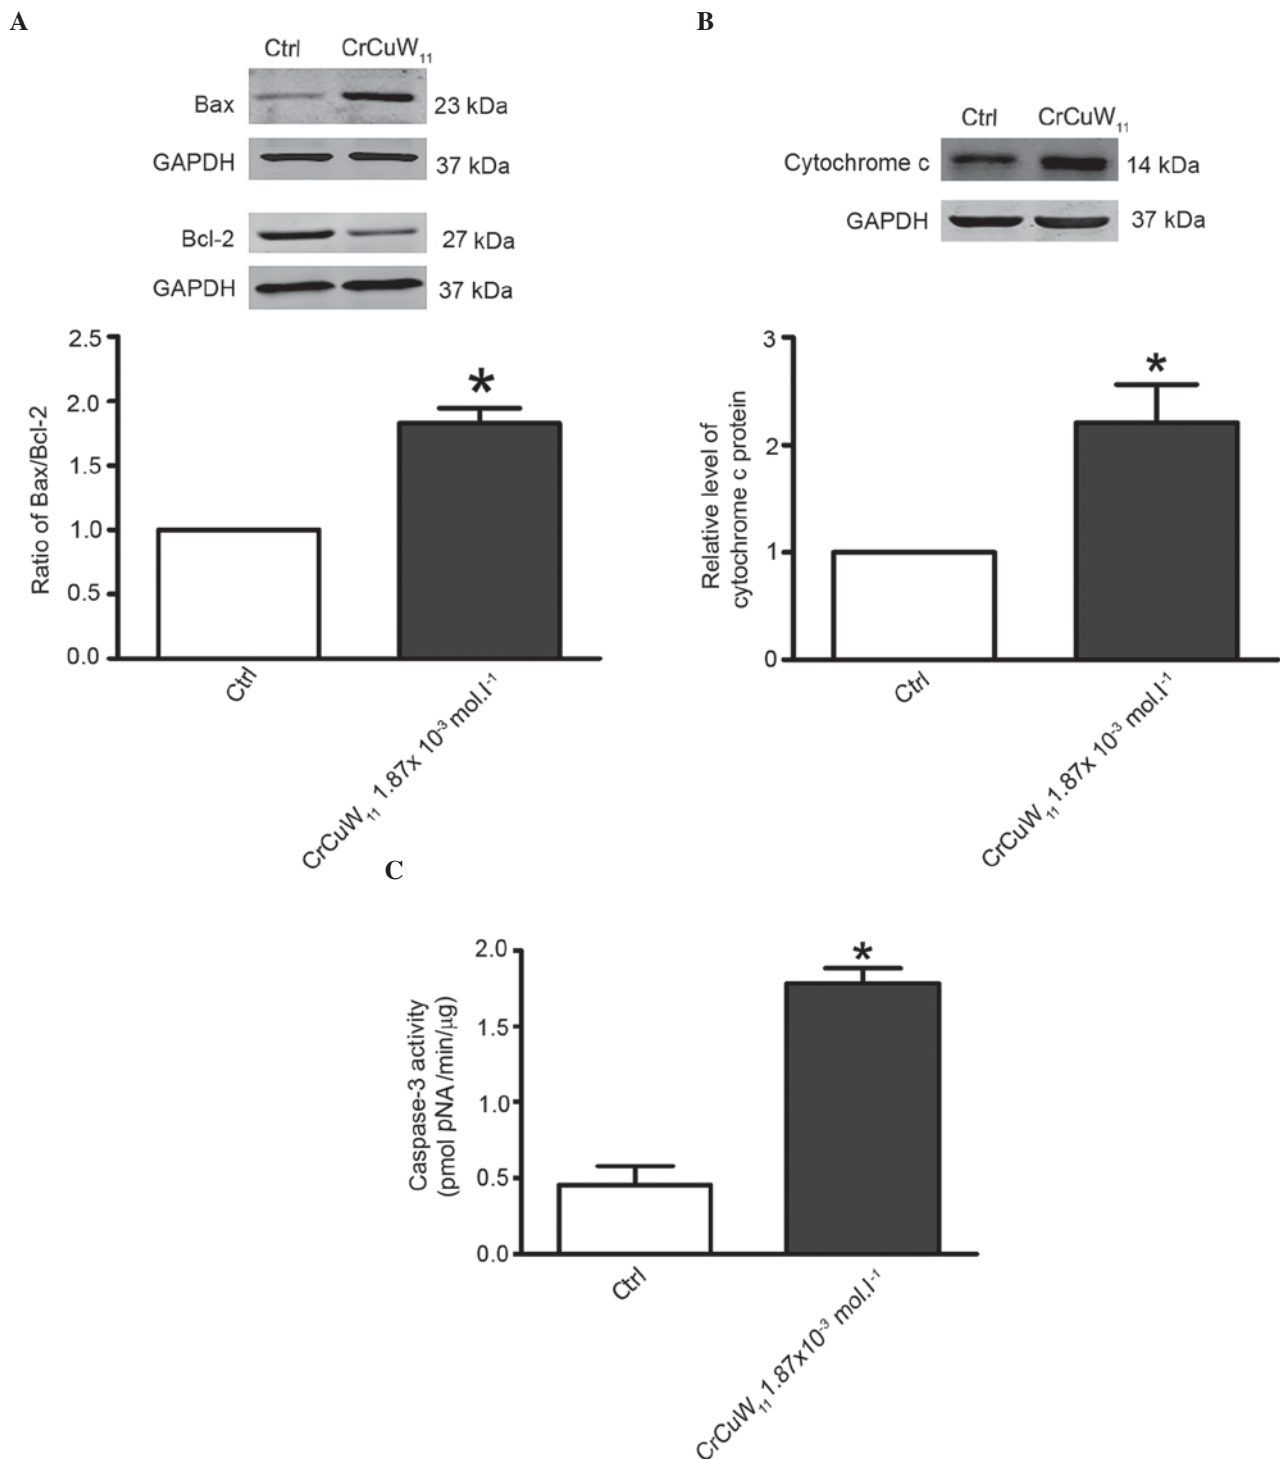 A
Ctrl CrCuW₁₁
Bax 23 kDa
GAPDH 37 kDa
Bcl-2 27 kDa
GAPDH 37 kDa
Ratio of Bax/Bcl-2
2.5
2.0
1.5
1.0
0.5
0.0
Ctrl
CrCuW₁₁ 1.87x 10⁻³ mol.l⁻¹
B
Ctrl CrCuW₁₁
Cytochrome c 14 kDa
GAPDH 37 kDa
Relative level of
cytochrome c protein
3
*
2
1
0
Ctrl
CrCuW₁₁ 1.87x 10⁻³ mol.l⁻¹
*
C
Caspase-3 activity
(pmol pNA/min/μg)
2.0
1.5
1.0
0.5
0.0
*
Ctrl
CrCuW₁₁ 1.87x10⁻³ mol.l⁻¹